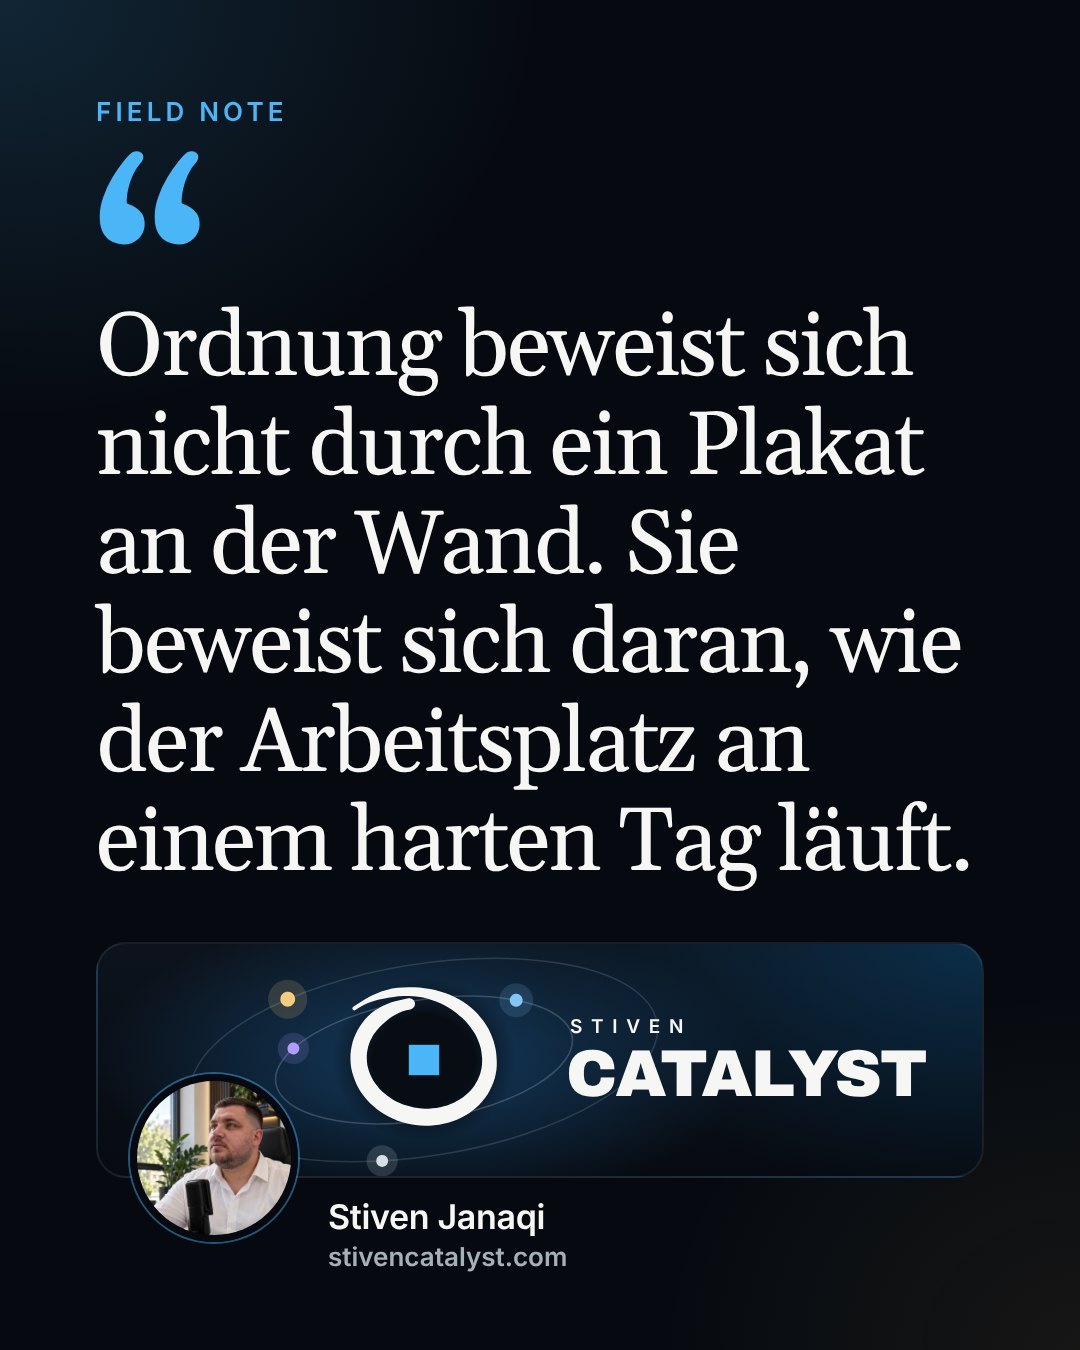 FIELD NOTE
“
Ordnung beweist sich
nicht durch ein Plakat
an der Wand. Sie
beweist sich daran, wie
der Arbeitsplatz an
einem harten Tag läuft.
STIVEN
CATALYST
Stiven Janaqi
stivencatalyst.com